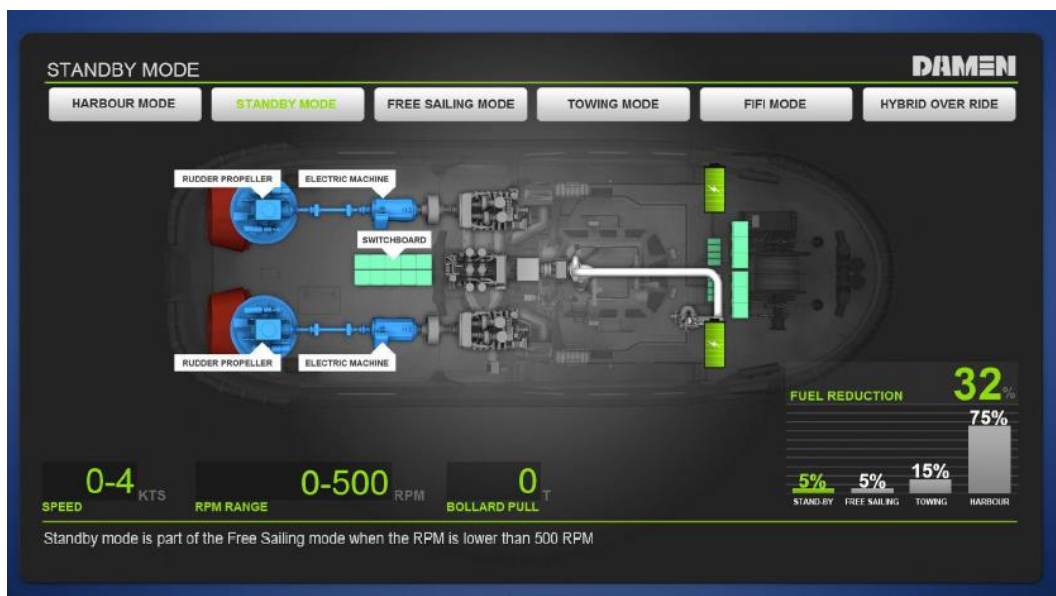 STANDBY MODE
DAMEN
HARBOUR MODE
STANDBY MODE
FREE SAILING MODE
TOWING MODE
FIFI MODE
HYBRID OVER RIDE
RUDDER PROPELLER
ELECTRIC MACHINE
SWITCHBOARD
RUDDER PROPELLER
ELECTRIC MACHINE
FUEL REDUCTION 32%
75%
5%
5%
15%
STAND-BY
FREE SAILING
TOWING
HARBOUR
0-4 KTS
SPEED
0-500 RPM
RPM RANGE
0 T
BOLLARD PULL
Standby mode is part of the Free Sailing mode when the RPM is lower than 500 RPM